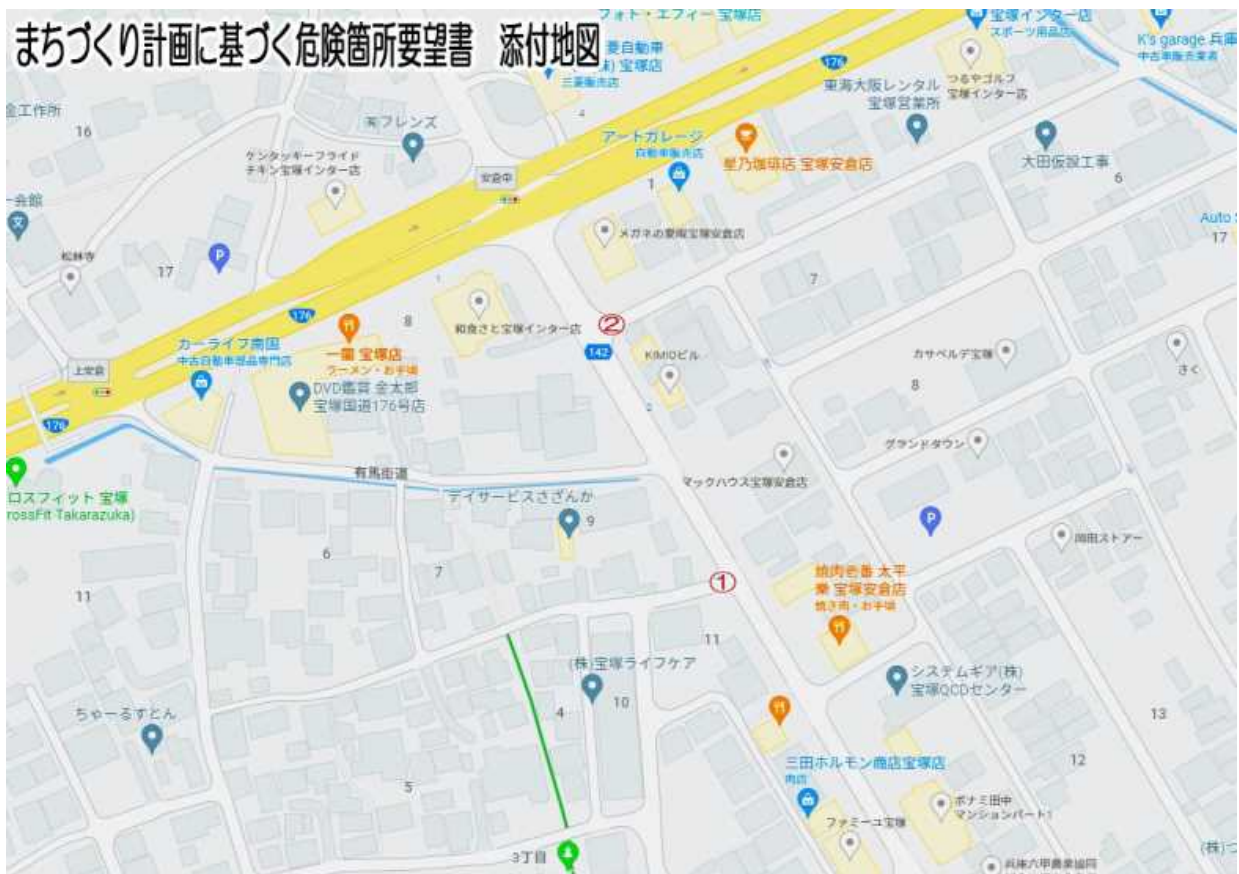 まちづくり計画に基づく危険箇所要望書 添付地図
フォト・エフィー 宝塚店
菱自動車
株) 宝塚店
三菱販売店
176
宝塚インター店
スポーツ用品店
K's garage 兵庫
中古車販売業者
つるやゴルフ
宝塚インター店
東海大阪レンタル
宝塚営業所
金工作所
16
㈲フレンズ
4
アートガレージ
自動車販売店
星乃珈琲店 宝塚安倉店
大田仮設工事
6
ケンタッキーフライド
チキン宝塚インター店
安倉中
1
一会館
Auto
17
メガネの愛眼宝塚安倉店
松林寺
17
P
1
7
176
8
和食さと宝塚インター店
②
カーライフ南国
中古自動車部品専門店
一蘭 宝塚店
ラーメン・お手頃
142
KIMIOビル
カサベルデ宝塚
さく
上安倉
DVD鑑賞 金太郎
宝塚国道176号店
8
2
176
グランドタウン
有馬街道
マックハウス宝塚安倉店
ロスフィット 宝塚
rossFit Takarazuka)
デイサービスさざんか
9
P
岡田ストアー
6
7
①
焼肉壱番 太平
樂 宝塚安倉店
焼き肉・お手頃
11
11
(株)宝塚ライフケア
システムギア(株)
宝塚QCDセンター
ちゃーるすとん
4
10
13
12
三田ホルモン商店宝塚店
肉店
5
ボナミ田中
マンションパート1
ファミーユ宝塚
3丁目
兵庫六甲農業協同
(株)つ